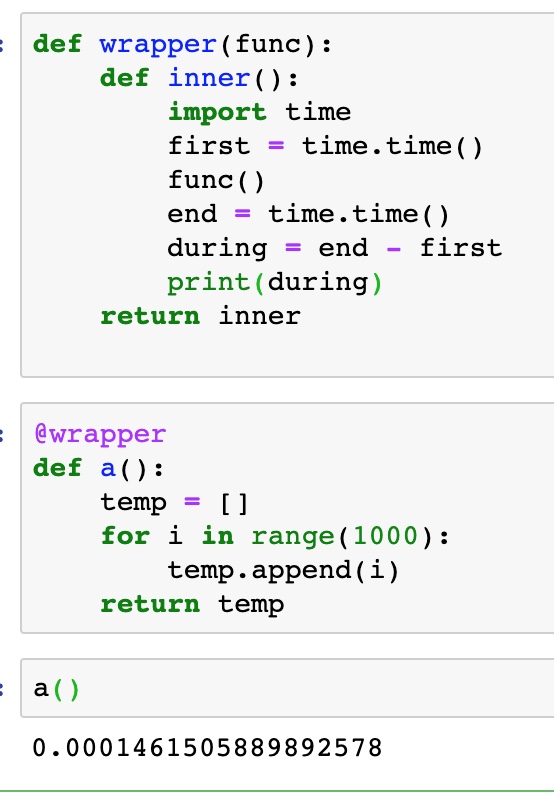 def wrapper(func):
    def inner():
        import time
        first = time.time()
        func()
        end = time.time()
        during = end - first
        print(during)
    return inner
@wrapper
def a():
    temp = []
    for i in range(1000):
        temp.append(i)
    return temp
a()
0.0001461505889892578